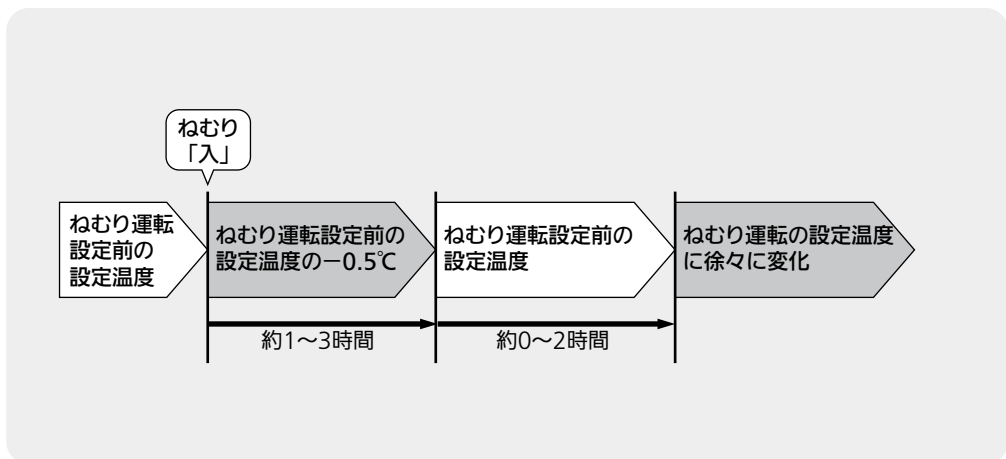 ねむり
「入」
ねむり運転
設定前の
設定温度
ねむり運転設定前の
設定温度の－0.5℃
ねむり運転設定前の
設定温度
ねむり運転の設定温度
に徐々に変化
約1～3時間
約0～2時間